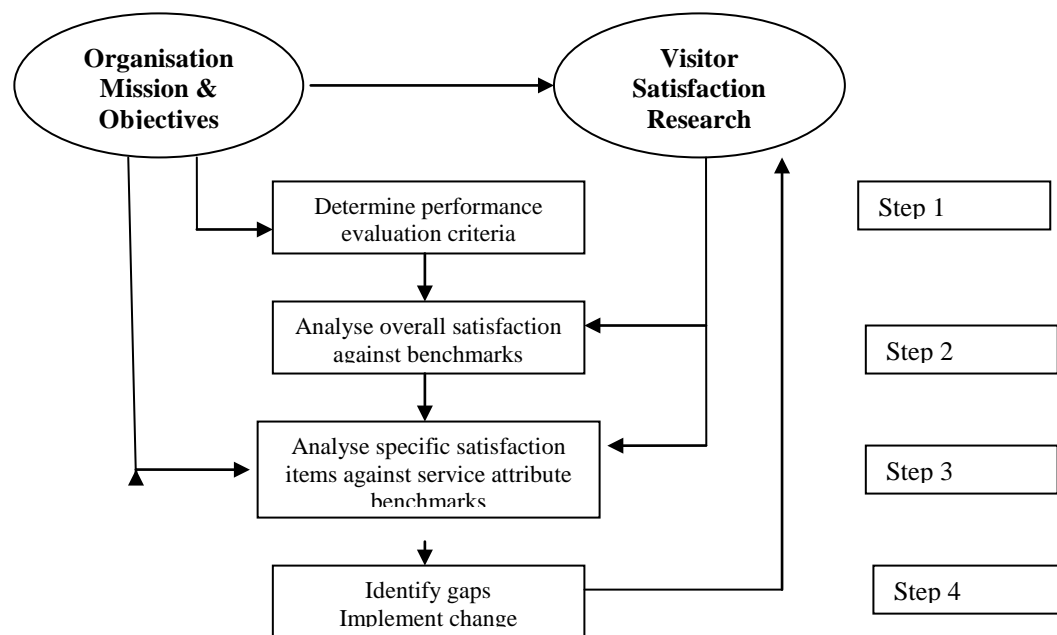 Organisation
Mission &
Objectives
Visitor
Satisfaction
Research
Determine performance
evaluation criteria
Step 1
Analyse overall satisfaction
against benchmarks
Step 2
Analyse specific satisfaction
items against service attribute
benchmarks
Step 3
Identify gaps
Implement change
Step 4